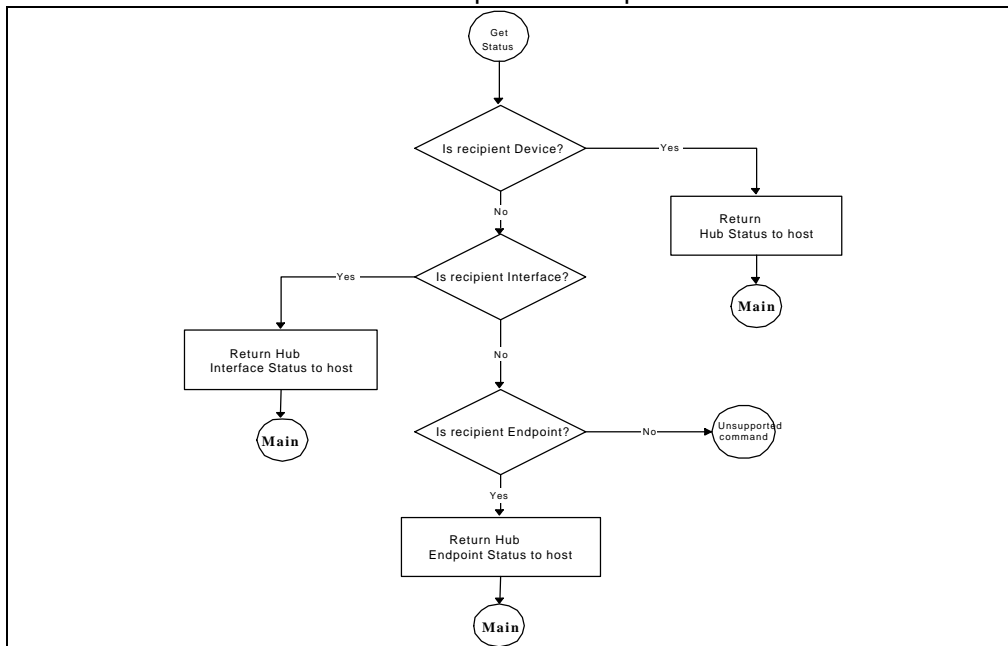 Get
Status
Is recipient Device?
Yes
No
Return
Hub Status to host
Is recipient Interface?
Yes
Main
No
Return Hub
Interface Status to host
Main
Is recipient Endpoint?
No
Unsupported
command
Yes
Return Hub
Endpoint Status to host
Main